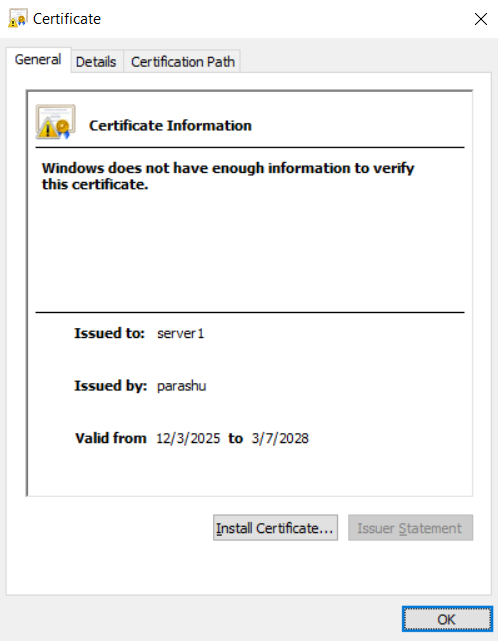 Certificate
General Details Certification Path
Certificate Information
Windows does not have enough information to verify
this certificate.
Issued to: server1
Issued by: parashu
Valid from 12/3/2025 to 3/7/2028
Install Certificate... Issuer Statement
OK